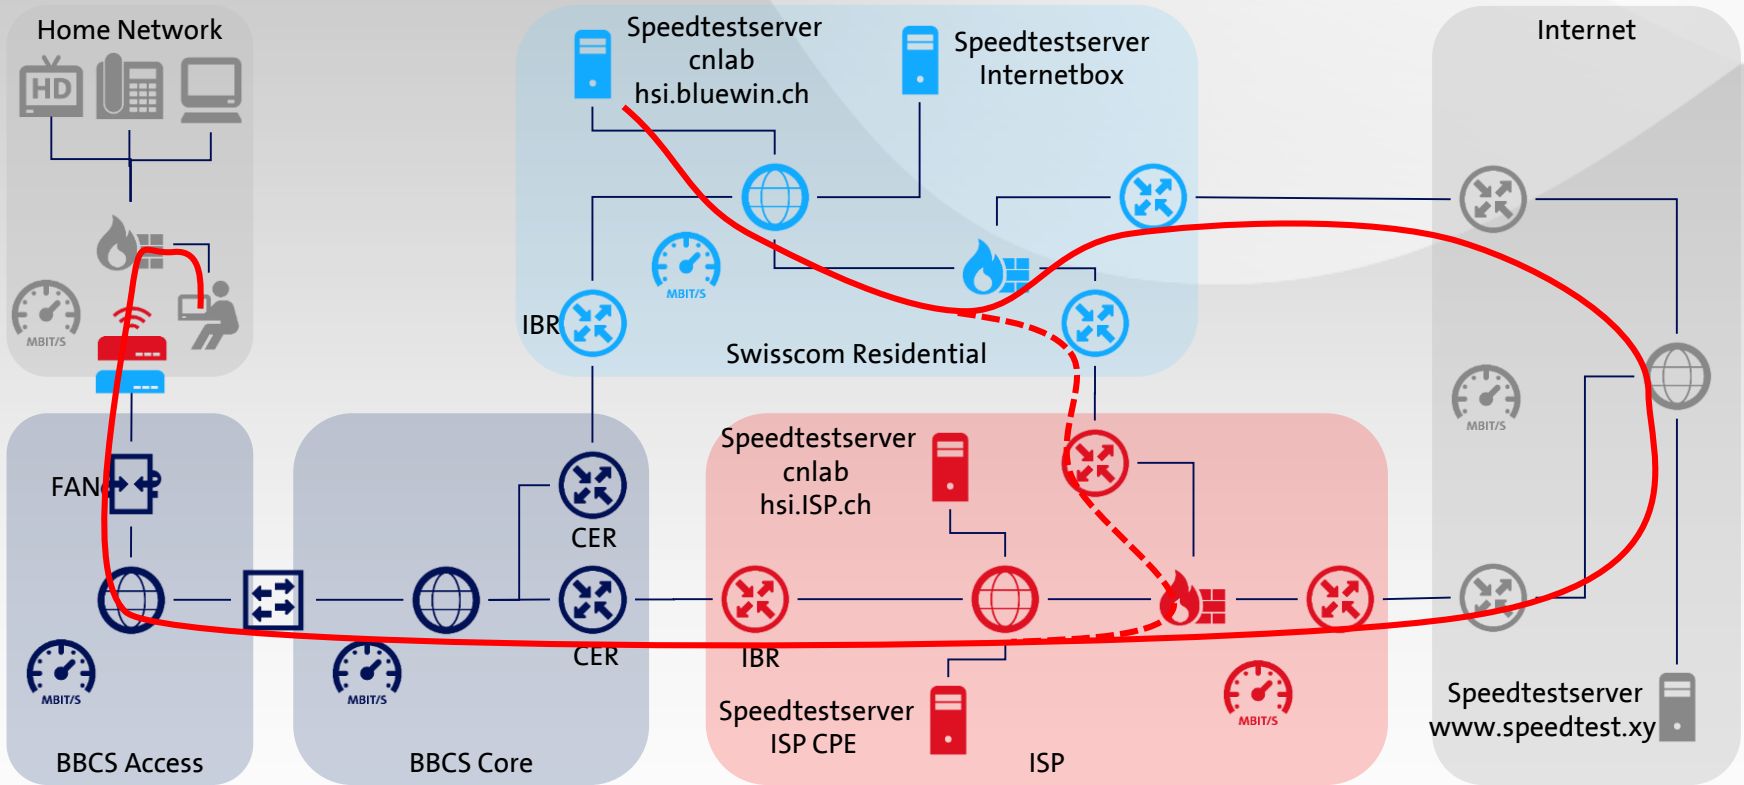 Home Network
HD
MBIT/S
Speedtestserver
cnlab
hsi.bluewin.ch
Speedtestserver
Internetbox
MBIT/S
IBR
Swisscom Residential
Internet
MBIT/S
Speedtestserver
www.speedtest.xy
FAN
MBIT/S
BBCS Access
CER
CER
MBIT/S
BBCS Core
Speedtestserver
cnlab
hsi.ISP.ch
IBR
Speedtestserver
ISP CPE
MBIT/S
ISP